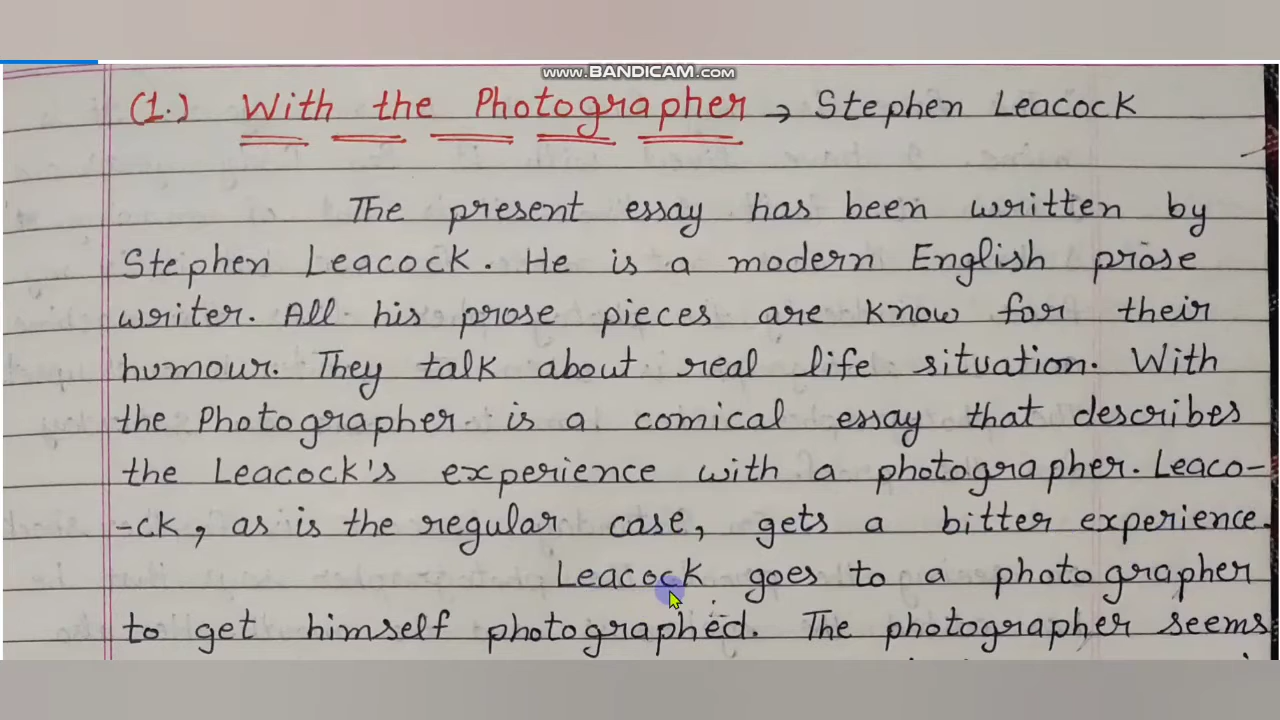 www.BANDICAM.com
(1.) With the Photographer → Stephen Leacock
The present essay has been written by
Stephen Leacock. He is a modern English prose
writer. All his prose pieces are know for their
humour. They talk about real life situation. With
the Photographer is a comical essay that describes
the Leacock's experience with a photographer. Leaco-
-ck, as is the regular case, gets a bitter experience.
Leacock goes to a photographer
to get himself photographed. The photographer seems